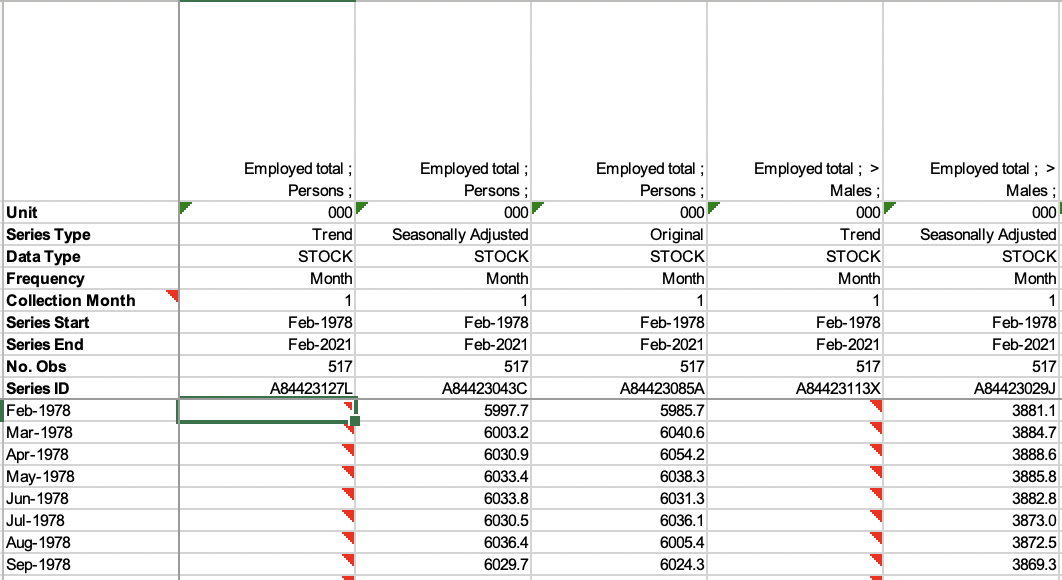 Employed total ; Employed total ; Employed total ; Employed total ; > Employed total ; >
Persons ; Persons ; Persons ; Males ; Males ;
Unit 000 000 000 000 000
Series Type Trend Seasonally Adjusted Original Trend Seasonally Adjusted
Data Type STOCK STOCK STOCK STOCK STOCK
Frequency Month Month Month Month Month
Collection Month 1 1 1 1 1
Series Start Feb-1978 Feb-1978 Feb-1978 Feb-1978 Feb-1978
Series End Feb-2021 Feb-2021 Feb-2021 Feb-2021 Feb-2021
No. Obs 517 517 517 517 517
Series ID A84423127L A84423043C A84423085A A84423113X A84423029J
Feb-1978 5997.7 5985.7 3881.1
Mar-1978 6003.2 6040.6 3884.7
Apr-1978 6030.9 6054.2 3888.6
May-1978 6033.4 6038.3 3885.8
Jun-1978 6033.8 6031.3 3882.8
Jul-1978 6030.5 6036.1 3873.0
Aug-1978 6036.4 6005.4 3872.5
Sep-1978 6029.7 6024.3 3869.3